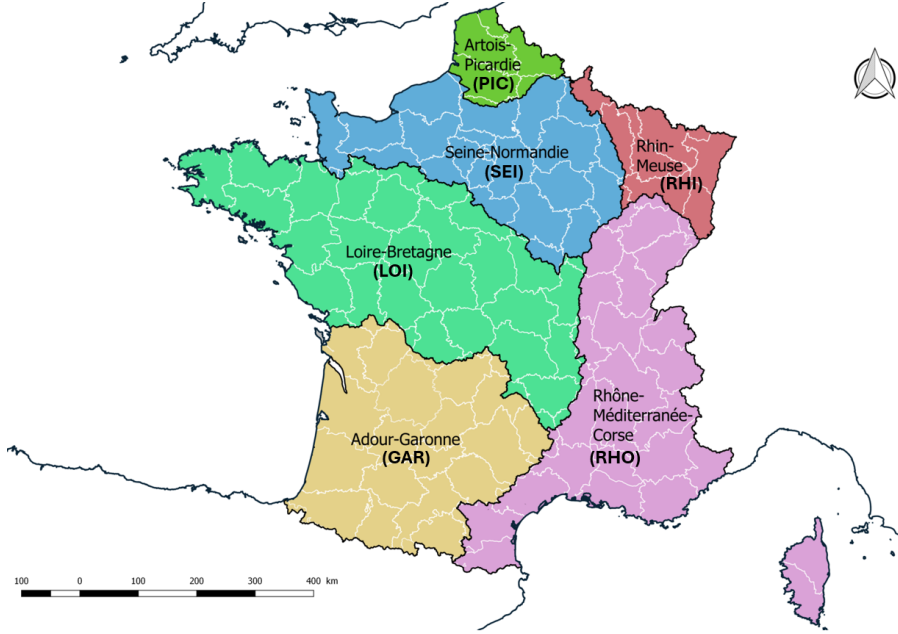 Artois-
Picardie
(PIC)
Seine-Normandie
(SEI)
Rhin-
Meuse
(RHI)
Loire-Bretagne
(LOI)
Rhône-
Méditerranée-
Corse
(RHO)
Adour-Garonne
(GAR)
100 0 100 200 300 400 km